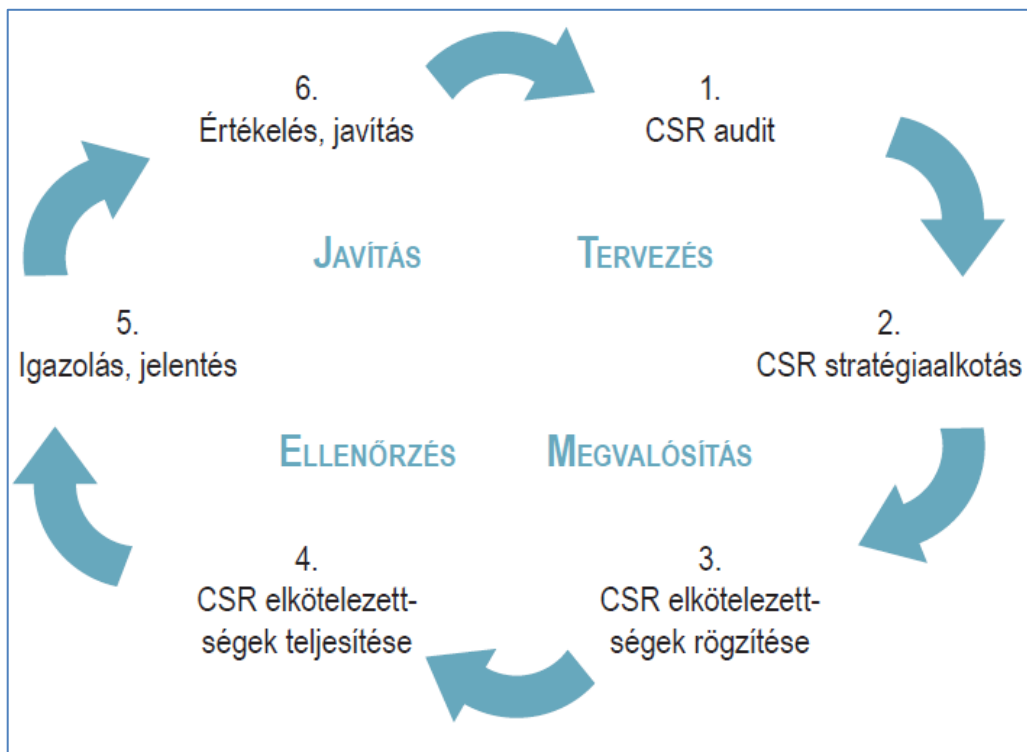 6.
Értékelés, javítás
1.
CSR audit
JAVÍTÁS
TERVEZÉS
5.
Igazolás, jelentés
2.
CSR stratégiaalkotás
ELLENŐRZÉS
MEGVALÓSÍTÁS
4.
CSR elkötelezett-
ségek teljesítése
3.
CSR elkötelezett-
ségek rögzítése